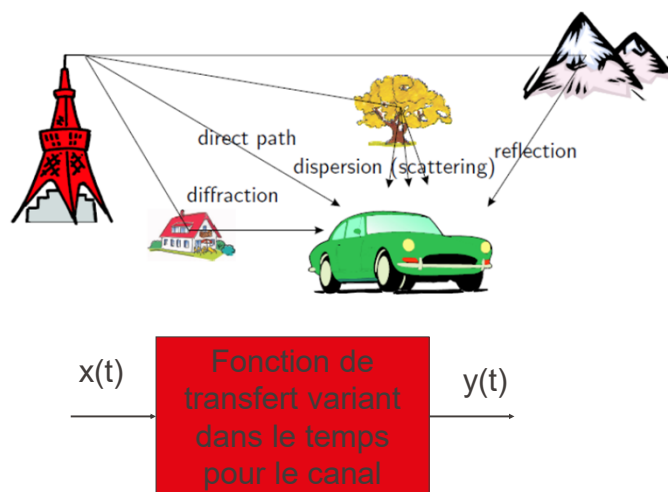 direct path
reflection
dispersion (scattering)
diffraction
x(t)
Fonction de
transfert variant
dans le temps
pour le canal
y(t)